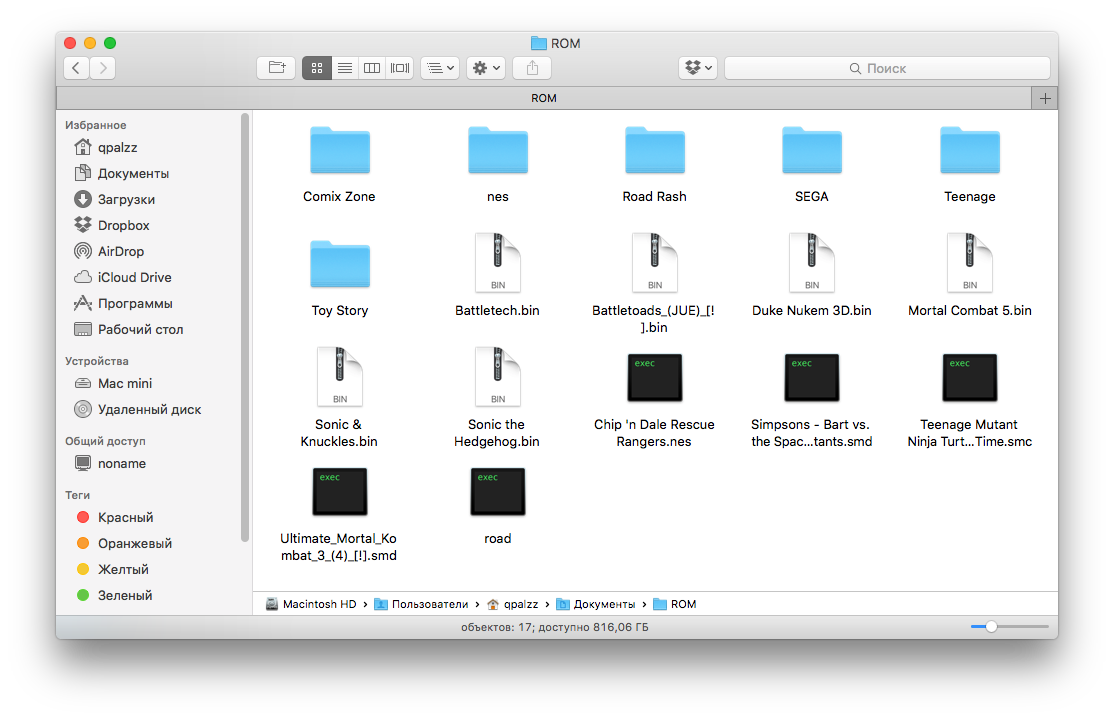 ROM
Поиск
ROM
Избранное
qpalzz
Документы
Загрузки
Dropbox
AirDrop
iCloud Drive
Программы
Рабочий стол
Устройства
Mac mini
Удаленный диск
Общий доступ
noname
Теги
Красный
Оранжевый
Желтый
Зеленый
Comix Zone
nes
Road Rash
SEGA
Teenage
BIN
BIN
BIN
BIN
Toy Story
Battletech.bin
Battletoads_(JUE)_[!
].bin
Duke Nukem 3D.bin
Mortal Combat 5.bin
BIN
BIN
exec
exec
exec
Sonic &
Knuckles.bin
Sonic the
Hedgehog.bin
Chip 'n Dale Rescue
Rangers.nes
Simpsons - Bart vs.
the Spac...tants.smd
Teenage Mutant
Ninja Turt...Time.smc
exec
exec
Ultimate_Mortal_Ko
mbat_3_(4)_[!].smd
road
Macintosh HD › Пользователи › qpalzz › Документы › ROM
объектов: 17; доступно 816,06 ГБ